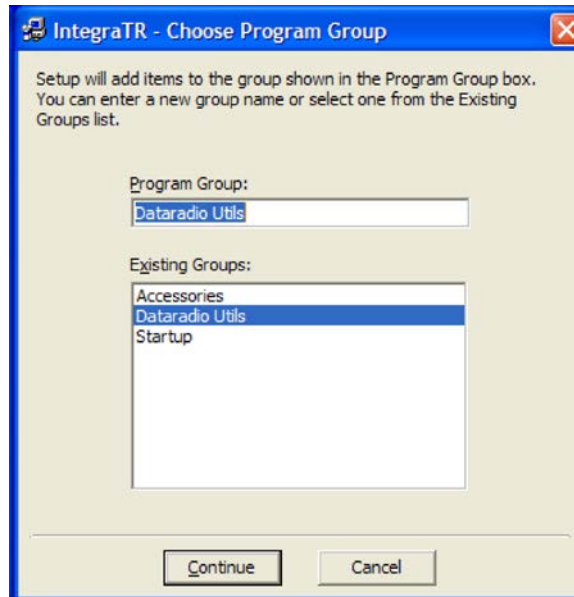 IntegraTR - Choose Program Group
Setup will add items to the group shown in the Program Group box.
You can enter a new group name or select one from the Existing
Groups list.
Program Group:
Dataradio Utils
Existing Groups:
Accessories
Dataradio Utils
Startup
Continue
Cancel